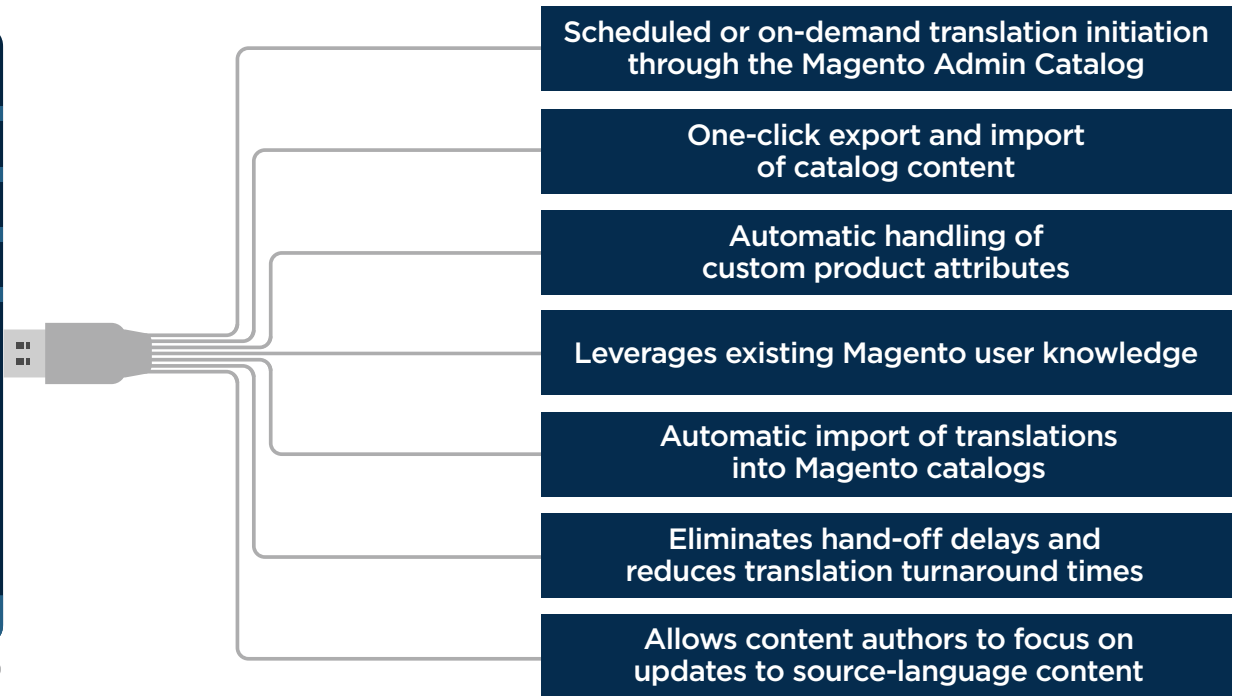 Scheduled or on-demand translation initiation
through the Magento Admin Catalog
One-click export and import
of catalog content
Automatic handling of
custom product attributes
Leverages existing Magento user knowledge
Automatic import of translations
into Magento catalogs
Eliminates hand-off delays and
reduces translation turnaround times
Allows content authors to focus on
updates to source-language content